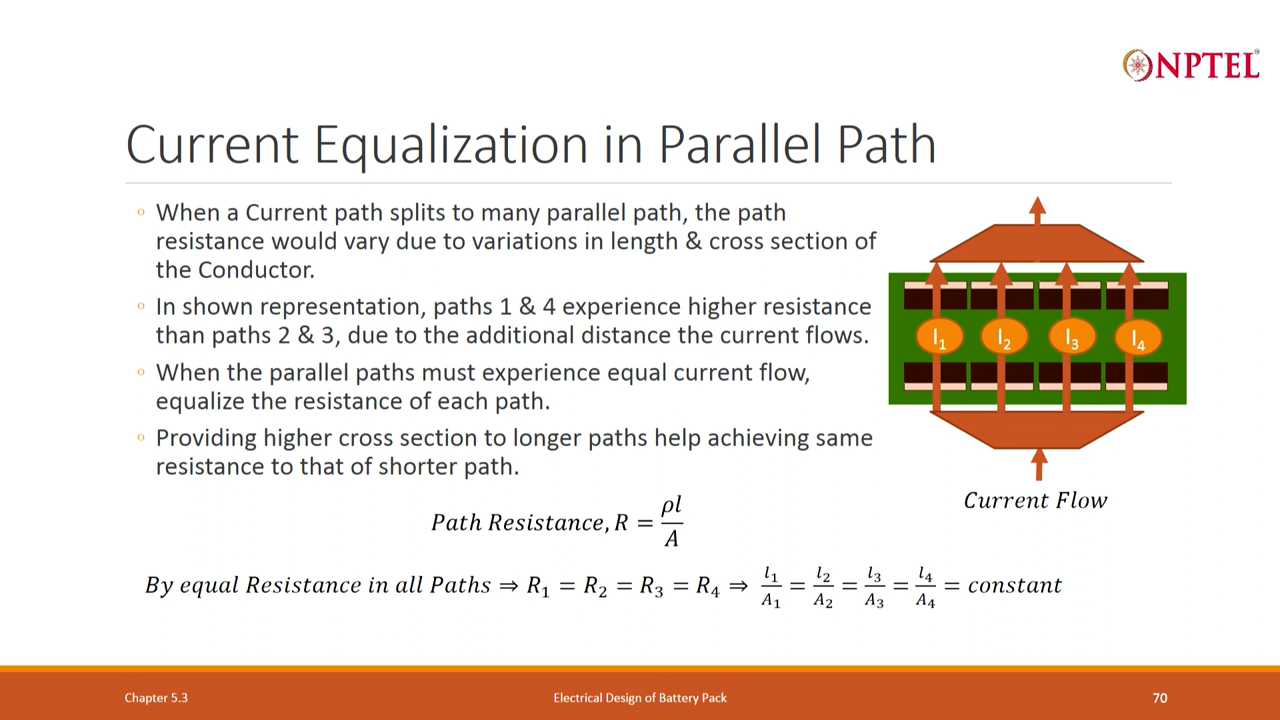 NPTEL
Current Equalization in Parallel Path
◦ When a Current path splits to many parallel path, the path
resistance would vary due to variations in length & cross section of
the Conductor.
◦ In shown representation, paths 1 & 4 experience higher resistance
than paths 2 & 3, due to the additional distance the current flows.
◦ When the parallel paths must experience equal current flow,
equalize the resistance of each path.
◦ Providing higher cross section to longer paths help achieving same
resistance to that of shorter path.
I₁ I₂ I₃ I₄
Current Flow
Path Resistance, R = ρl/A
By equal Resistance in all Paths ⇒ R₁ = R₂ = R₃ = R₄ ⇒ l₁/A₁ = l₂/A₂ = l₃/A₃ = l₄/A₄ = constant
Chapter 5.3
Electrical Design of Battery Pack
70